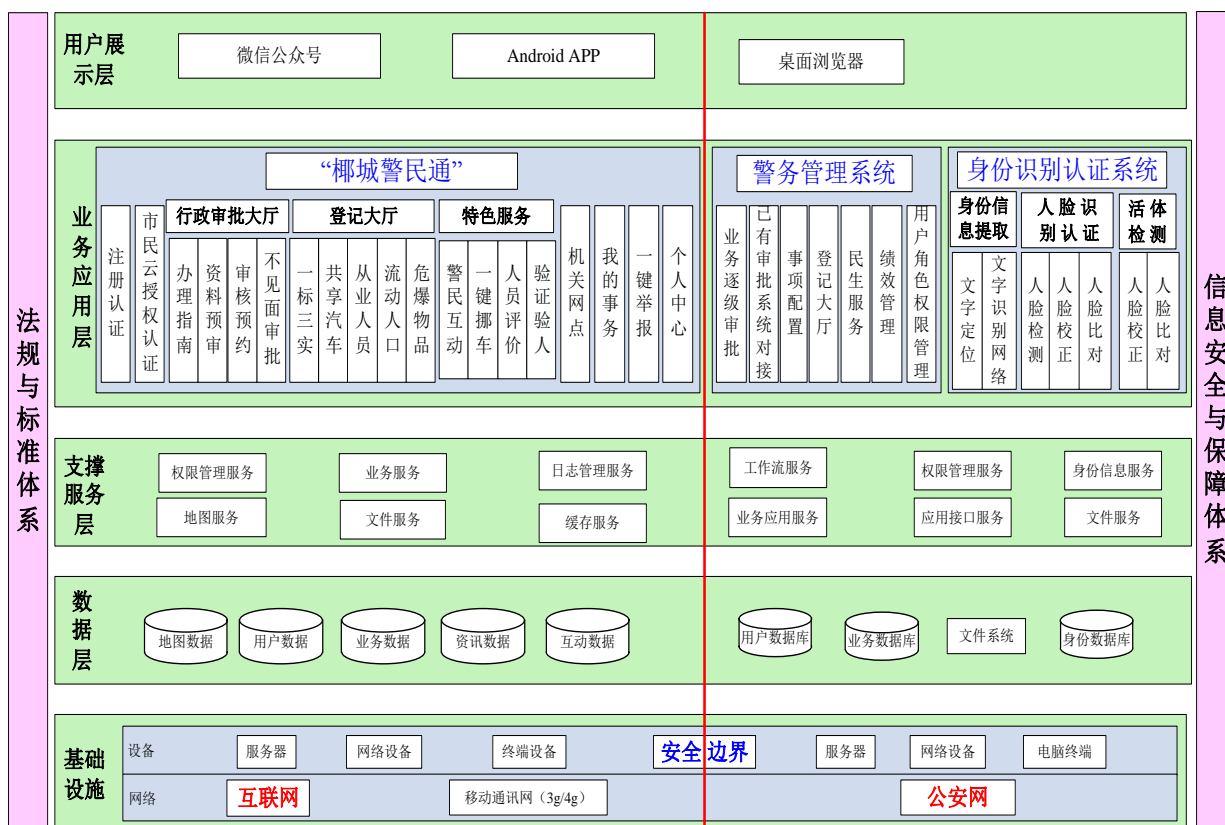 法规与标准体系
用户展示层
微信公众号
Android APP
桌面浏览器
业务应用层
“椰城警民通”
注册认证
市民云授权认证
行政审批大厅
办理指南
资料预审
审核预约
不见面审批
登记大厅
一标三实
共享汽车
从业人员
流动人口
危爆物品
特色服务
警民互动
一键挪车
人员评价
验证验人
机关网点
我的事务
一键举报
个人中心
警务管理系统
业务逐级审批
已有审批系统对接
事项配置
登记大厅
民生服务
绩效管理
用户角色权限管理
身份识别认证系统
身份信息提取
文字定位
文字识别网络
人脸识别认证
人脸检测
人脸校正
人脸比对
活体检测
人脸校正
人脸比对
支撑服务层
权限管理服务
业务服务
日志管理服务
工作流服务
权限管理服务
身份信息服务
地图服务
文件服务
缓存服务
业务应用服务
应用接口服务
文件服务
数据层
地图数据
用户数据
业务数据
资讯数据
互动数据
用户数据库
业务数据库
文件系统
身份数据库
基础设施
设备
服务器
网络设备
终端设备
安全边界
服务器
网络设备
电脑终端
网络
互联网
移动通讯网（3g/4g）
公安网
信息安全与保障体系